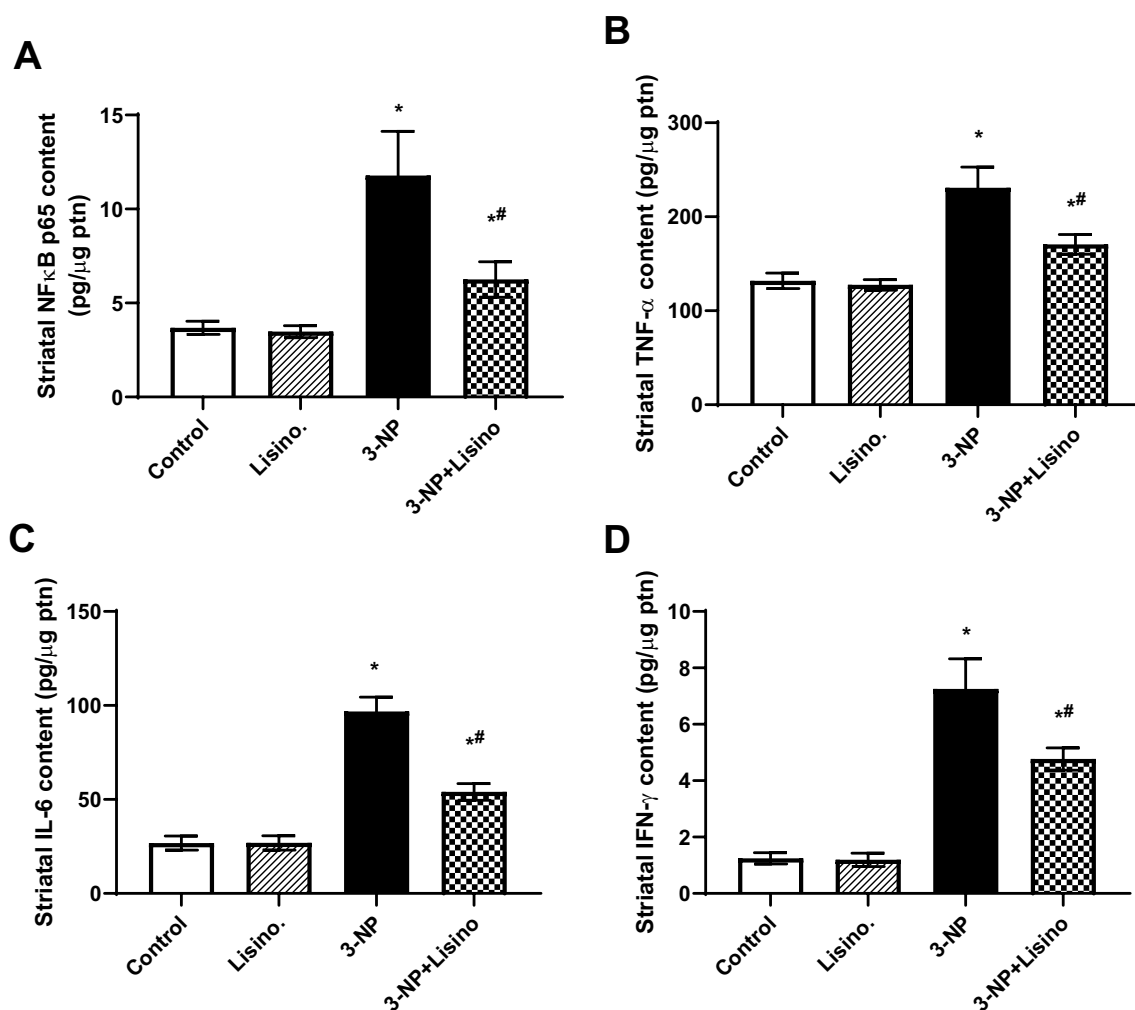 A
Striatal NFκB p65 content
(pg/μg ptn)
15
10
5
0
*
*#
Control
Lisino.
3-NP
3-NP+Lisino
B
Striatal TNF-α content (pg/μg ptn)
300
200
100
0
*
*#
Control
Lisino.
3-NP
3-NP+Lisino
C
Striatal IL-6 content (pg/μg ptn)
150
100
50
0
*
*#
Control
Lisino.
3-NP
3-NP+Lisino
D
Striatal IFN-γ content (pg/μg ptn)
10
8
6
4
2
0
*
*#
Control
Lisino.
3-NP
3-NP+Lisino